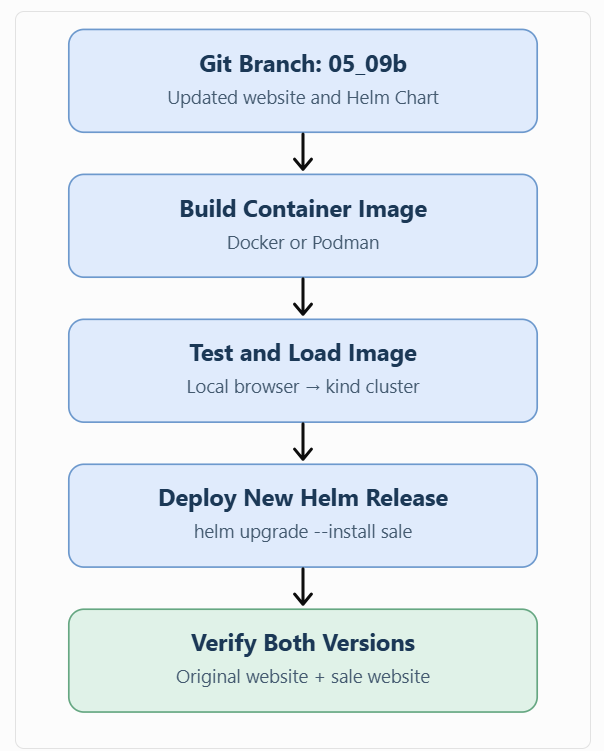 Git Branch: 05_09b
Updated website and Helm Chart
Build Container Image
Docker or Podman
Test and Load Image
Local browser → kind cluster
Deploy New Helm Release
helm upgrade --install sale
Verify Both Versions
Original website + sale website